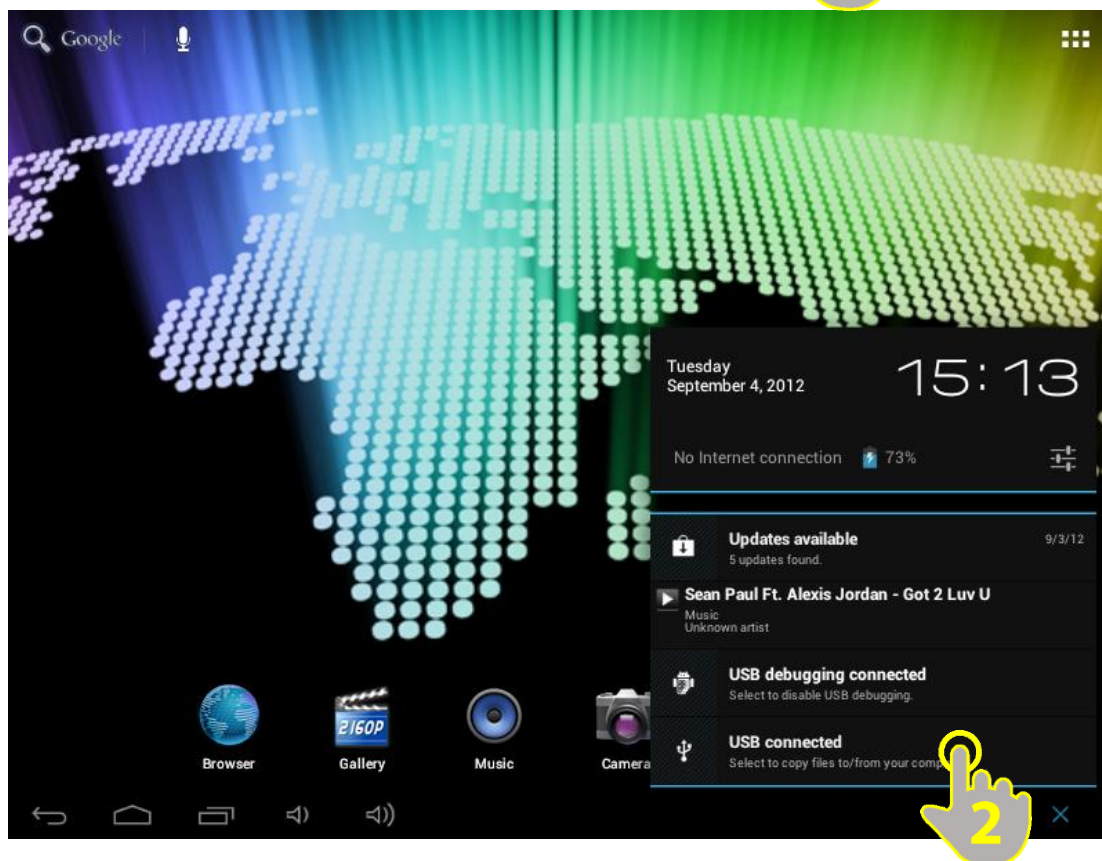 Google
Tuesday
September 4, 2012
15:13
No Internet connection 73%
Updates available 9/3/12
5 updates found.
Sean Paul Ft. Alexis Jordan - Got 2 Luv U
Music
Unknown artist
USB debugging connected
Select to disable USB debugging.
USB connected
Select to copy files to/from your comp
2160P
Browser Gallery Music Camera
2